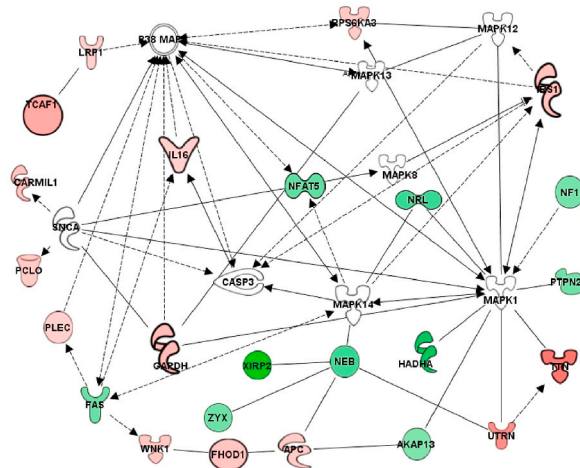 RPS6KA3
MAPK12
LRP1
P38 MAPK
MAPK13
IRS1
TCAF1
IL16
MAPK8
CARMIL1
NFAT5
NRL
NF1
SNCA
PCLO
CASP3
PTPN2
MAPK14
MAPK1
PLEC
GAPDH
XIRP2
NEB
HADHA
TTN
FAS
ZYX
WNK1
FHOD1
APC
AKAP13
UTRN